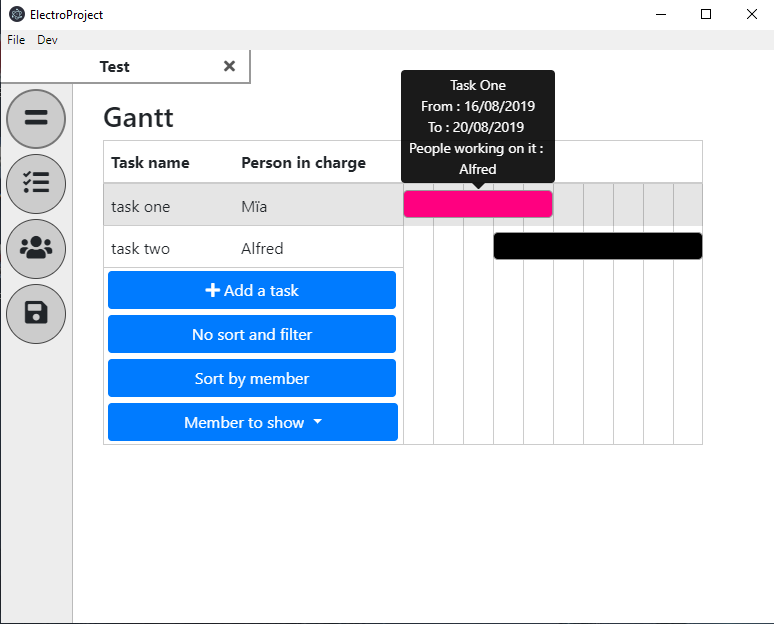 ElectroProject
File Dev
Test
Gantt
Task One
From : 16/08/2019
To : 20/08/2019
People working on it :
Alfred
Task name Person in charge
task one Mïa
task two Alfred
Add a task
No sort and filter
Sort by member
Member to show